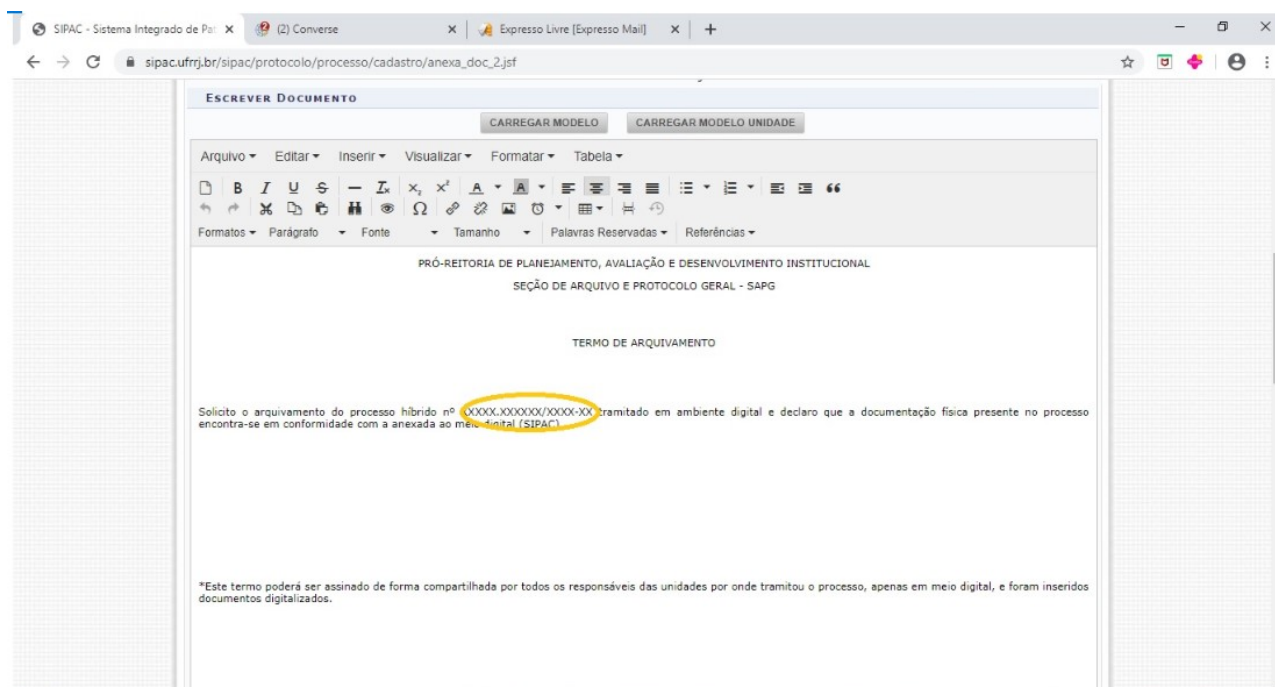 SIPAC - Sistema Integrado de Pat
(2) Converse
Expresso Livre [Expresso Mail]
sipac.ufrrj.br/sipac/protocolo/processo/cadastro/anexa_doc_2.jsf
ESCREVER DOCUMENTO
CARREGAR MODELO CARREGAR MODELO UNIDADE
Arquivo Editar Inserir Visualizar Formatar Tabela
Formatos Parágrafo Fonte Tamanho Palavras Reservadas Referências
PRÓ-REITORIA DE PLANEJAMENTO, AVALIAÇÃO E DESENVOLVIMENTO INSTITUCIONAL
SEÇÃO DE ARQUIVO E PROTOCOLO GERAL - SAPG
TERMO DE ARQUIVAMENTO
Solicito o arquivamento do processo híbrido nº XXXXX.XXXXXX/XXXX-XX tramitado em ambiente digital e declaro que a documentação física presente no processo
encontra-se em conformidade com a anexada ao meio digital (SIPAC)
*Este termo poderá ser assinado de forma compartilhada por todos os responsáveis das unidades por onde tramitou o processo, apenas em meio digital, e foram inseridos
documentos digitalizados.